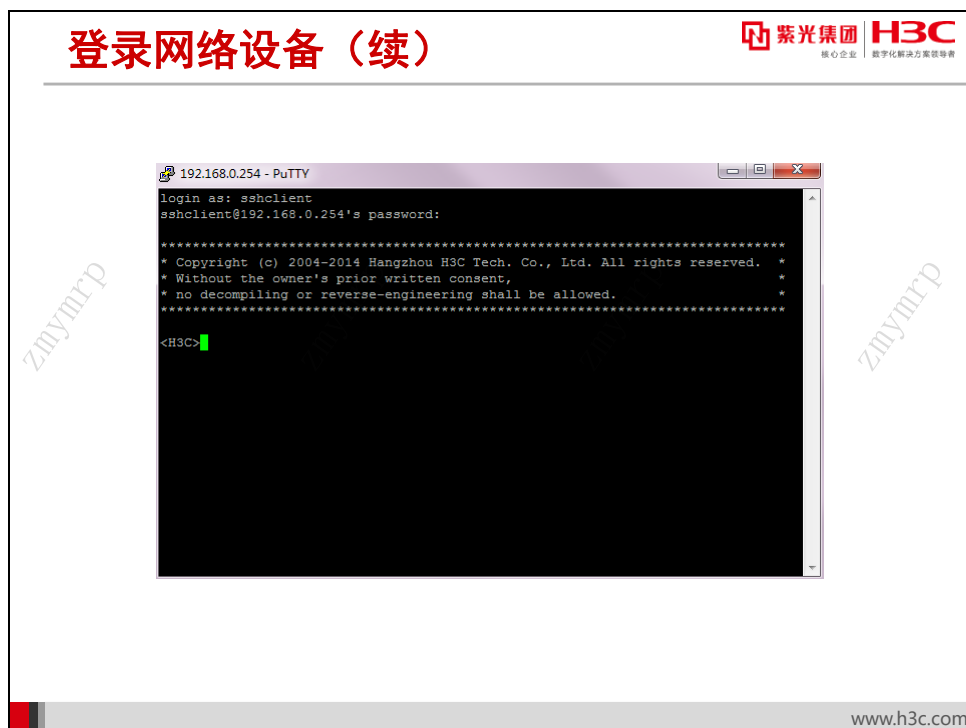 登录网络设备（续）
紫光集团
核心企业
H3C
数字化解决方案领导者
192.168.0.254 - PuTTY
login as: sshclient
sshclient@192.168.0.254's password:
******************************************************************************
* Copyright (c) 2004-2014 Hangzhou H3C Tech. Co., Ltd. All rights reserved.  *
* Without the owner's prior written consent,                                 *
* no decompiling or reverse-engineering shall be allowed.                    *
******************************************************************************
<H3C>
zmymrp
zmymrp
www.h3c.com